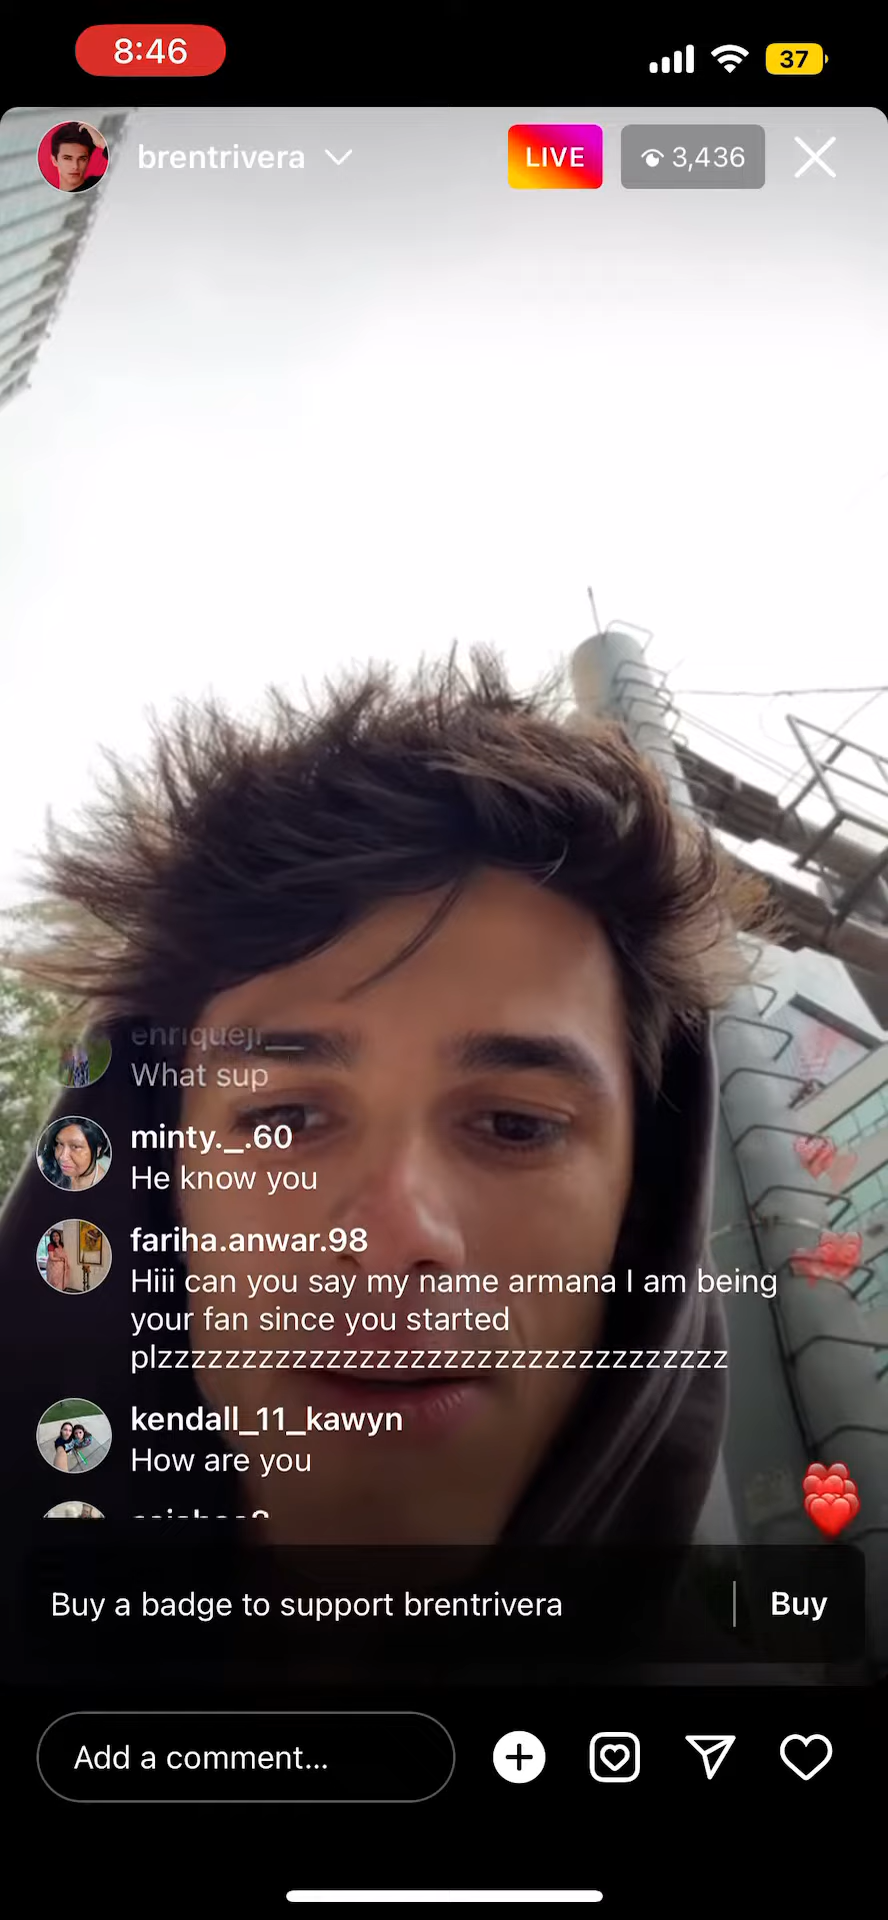 8:46
37
brentrivera
LIVE
3,436
enriquejr__
What sup
minty._.60
He know you
fariha.anwar.98
Hiii can you say my name armana I am being
your fan since you started
plzzzzzzzzzzzzzzzzzzzzzzzzzzzzzzzzzz
kendall_11_kawyn
How are you
Buy a badge to support brentrivera
Buy
Add a comment...